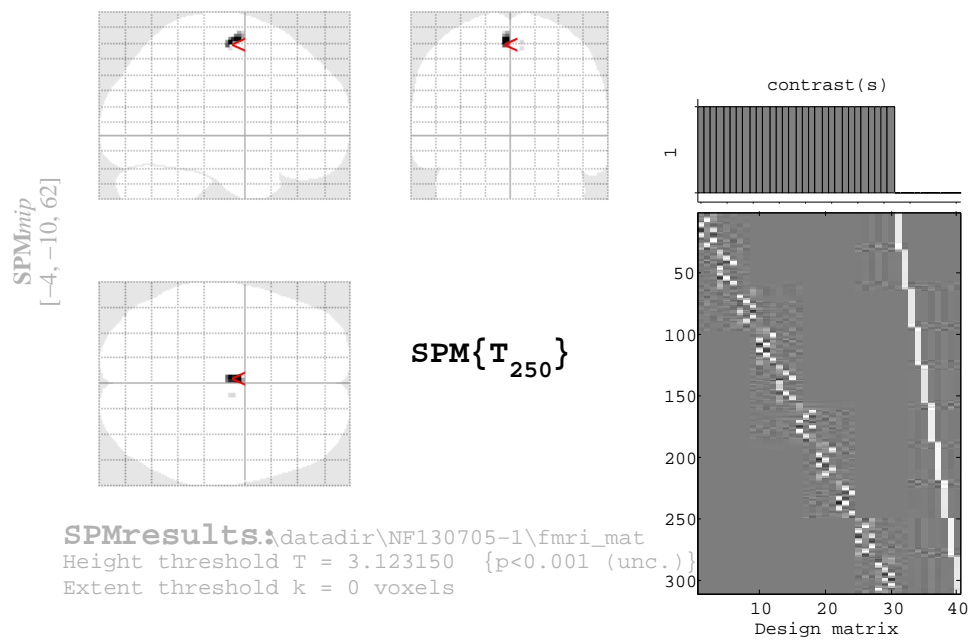 contrast(s)
1
SPMmip
[−4, −10, 62]
SPM{T250}
50
100
150
200
250
300
10 20 30 40
Design matrix
SPMresults:.\datadir\NF130705-1\fmri_mat
Height threshold T = 3.123150 {p<0.001 (unc.)}
Extent threshold k = 0 voxels